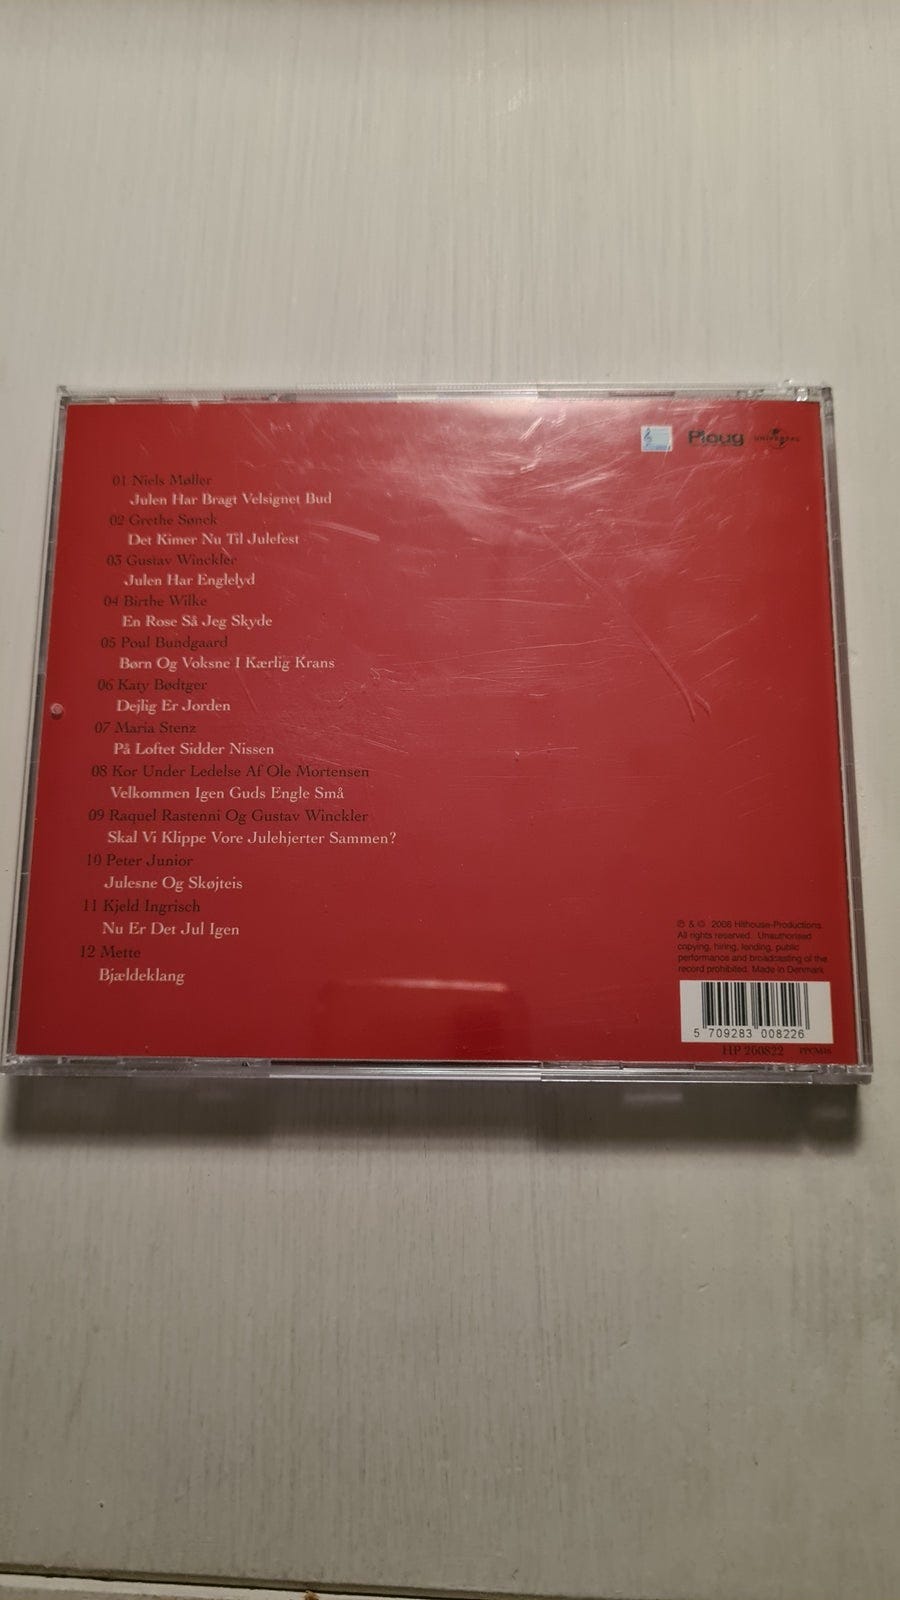 Ploug
UNIVERSAL
01 Niels Møller
Julen Har Bragt Velsignet Bud
02 Grethe Sønck
Det Kimer Nu Til Julefest
03 Gustav Winckler
Julen Har Englelyd
04 Birthe Wilke
En Rose Så Jeg Skyde
05 Poul Bundgaard
Børn Og Voksne I Kærlig Krans
06 Katy Bødtger
Dejlig Er Jorden
07 Maria Stenz
På Loftet Sidder Nissen
08 Kor Under Ledelse Af Ole Mortensen
Velkommen Igen Guds Engle Små
09 Raquel Rastenni Og Gustav Winckler
Skal Vi Klippe Vore Julehjerter Sammen?
10 Peter Junior
Julesne Og Skøjteis
11 Kjeld Ingrisch
Nu Er Det Jul Igen
12 Mette
Bjældeklang
℗ & © 2006 Hilhouse-Productions.
All rights reserved. Unauthorised
copying, hiring, lending, public
performance and broadcasting of the
record prohibited. Made in Denmark
5 709283 008226
HP 260822